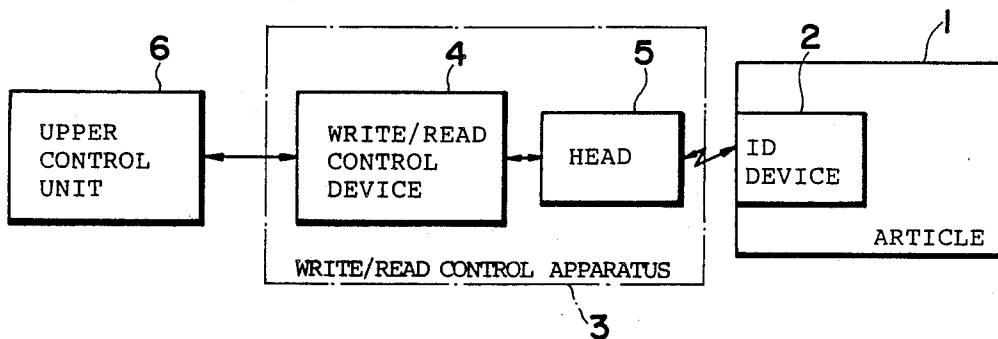 6
4
5
2
1
UPPER
CONTROL
UNIT
WRITE/READ
CONTROL
DEVICE
HEAD
ID
DEVICE
ARTICLE
WRITE/READ CONTROL APPARATUS
3